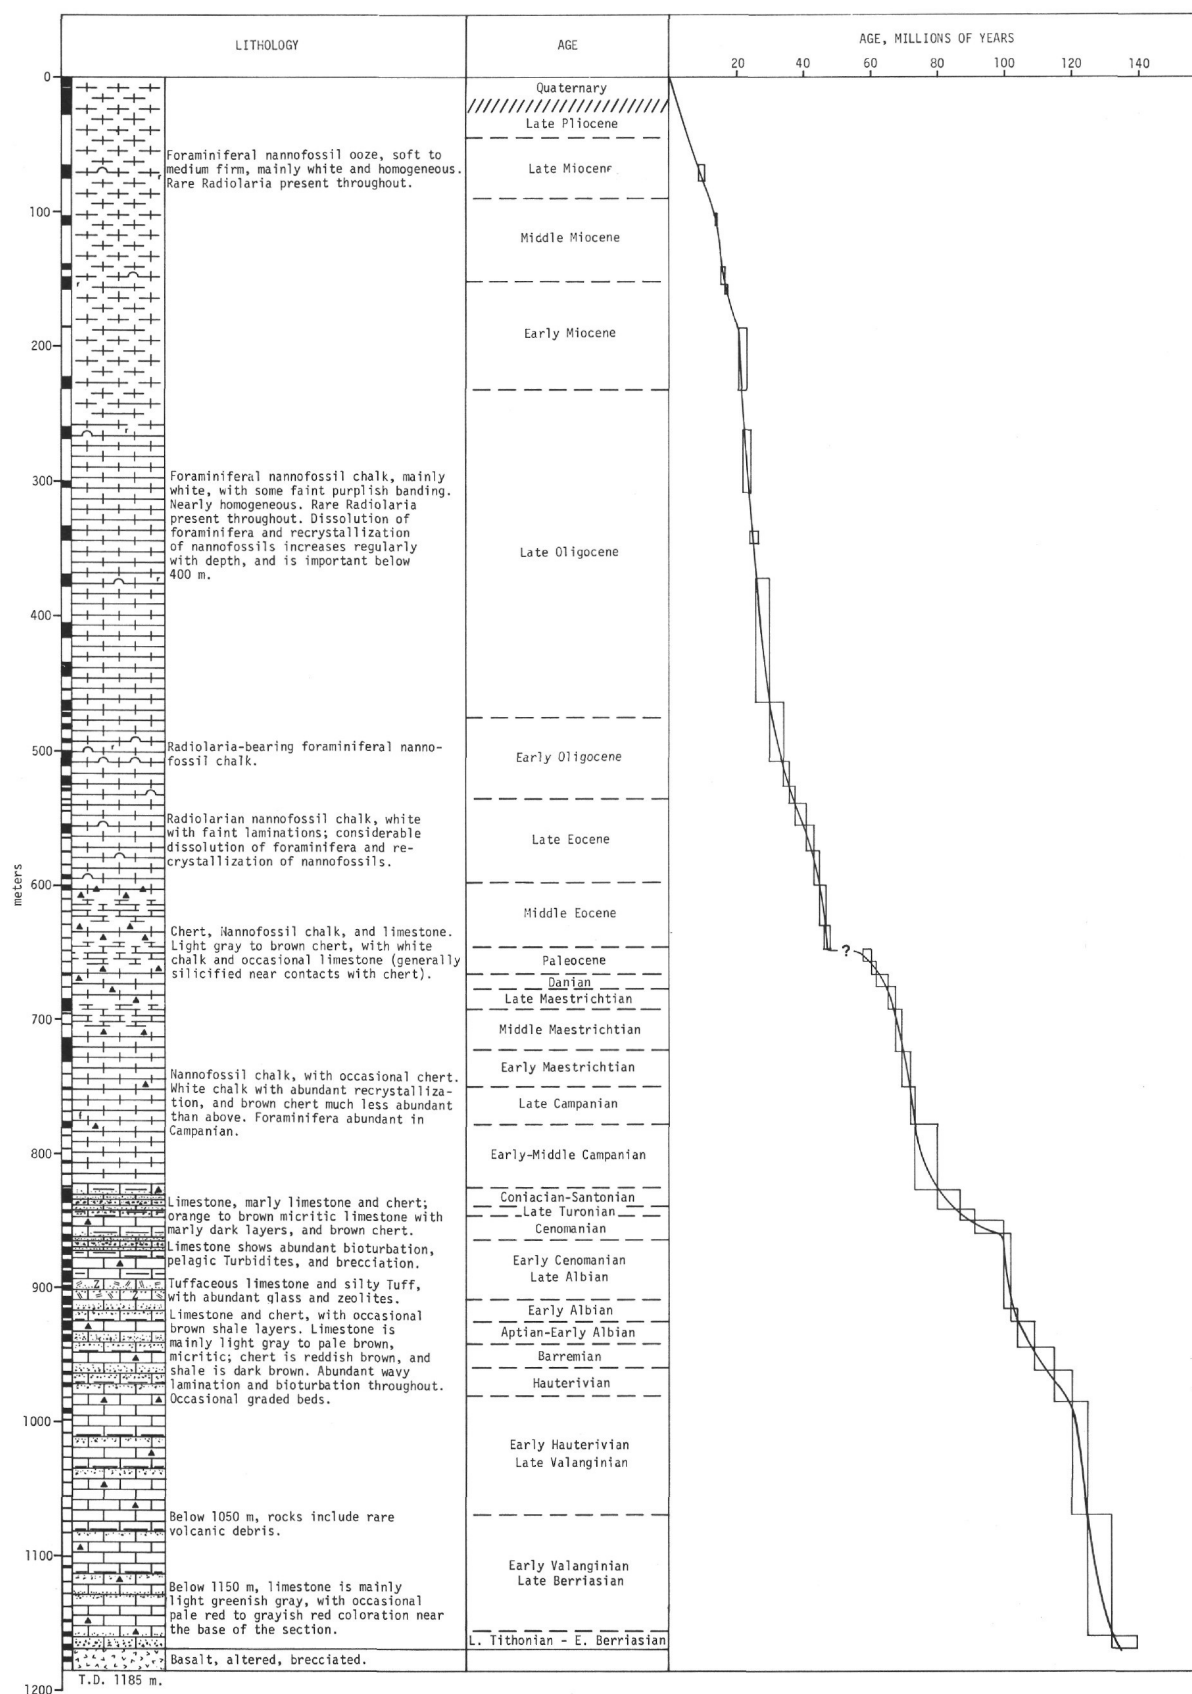 LITHOLOGY
AGE
AGE, MILLIONS OF YEARS
20 40 60 80 100 120 140
meters
0
100
200
300
400
500
600
700
800
900
1000
1100
1200
Foraminiferal nannofossil ooze, soft to
medium firm, mainly white and homogeneous.
Rare Radiolaria present throughout.
Foraminiferal nannofossil chalk, mainly
white, with some faint purplish banding.
Nearly homogeneous. Rare Radiolaria
present throughout. Dissolution of
foraminifera and recrystallization
of nannofossils increases regularly
with depth, and is important below
400 m.
Radiolaria-bearing foraminiferal nanno-
fossil chalk.
Radiolarian nannofossil chalk, white
with faint laminations; considerable
dissolution of foraminifera and re-
crystallization of nannofossils.
Chert, Nannofossil chalk, and limestone.
Light gray to brown chert, with white
chalk and occasional limestone (generally
silicified near contacts with chert).
Nannofossil chalk, with occasional chert.
White chalk with abundant recrystalliza-
tion, and brown chert much less abundant
than above. Foraminifera abundant in
Campanian.
Limestone, marly limestone and chert;
orange to brown micritic limestone with
marly dark layers, and brown chert.
Limestone shows abundant bioturbation,
pelagic Turbidites, and brecciation.
Tuffaceous limestone and silty Tuff,
with abundant glass and zeolites.
Limestone and chert, with occasional
brown shale layers. Limestone is
mainly light gray to pale brown,
micritic; chert is reddish brown, and
shale is dark brown. Abundant wavy
lamination and bioturbation throughout.
Occasional graded beds.
Below 1050 m, rocks include rare
volcanic debris.
Below 1150 m, limestone is mainly
light greenish gray, with occasional
pale red to grayish red coloration near
the base of the section.
Basalt, altered, brecciated.
T.D. 1185 m.
Quaternary
Late Pliocene
Late Miocene
Middle Miocene
Early Miocene
Late Oligocene
Early Oligocene
Late Eocene
Middle Eocene
Paleocene
Danian
Late Maestrichtian
Middle Maestrichtian
Early Maestrichtian
Late Campanian
Early-Middle Campanian
Coniacian-Santonian
Late Turonian
Cenomanian
Early Cenomanian
Late Albian
Early Albian
Aptian-Early Albian
Barremian
Hauterivian
Early Hauterivian
Late Valanginian
Early Valanginian
Late Berriasian
L. Tithonian - E. Berriasian
?